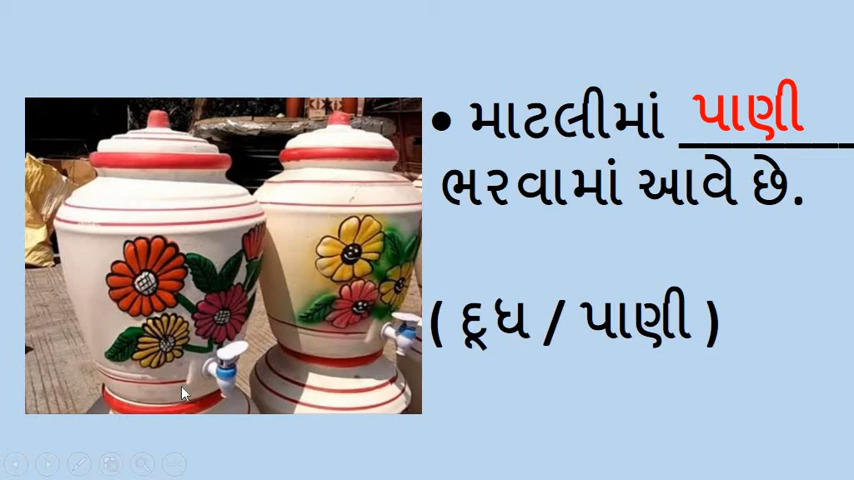 • માટલીમાં પાણી
ભરવામાં આવે છે.
( દૂધ / પાણી )